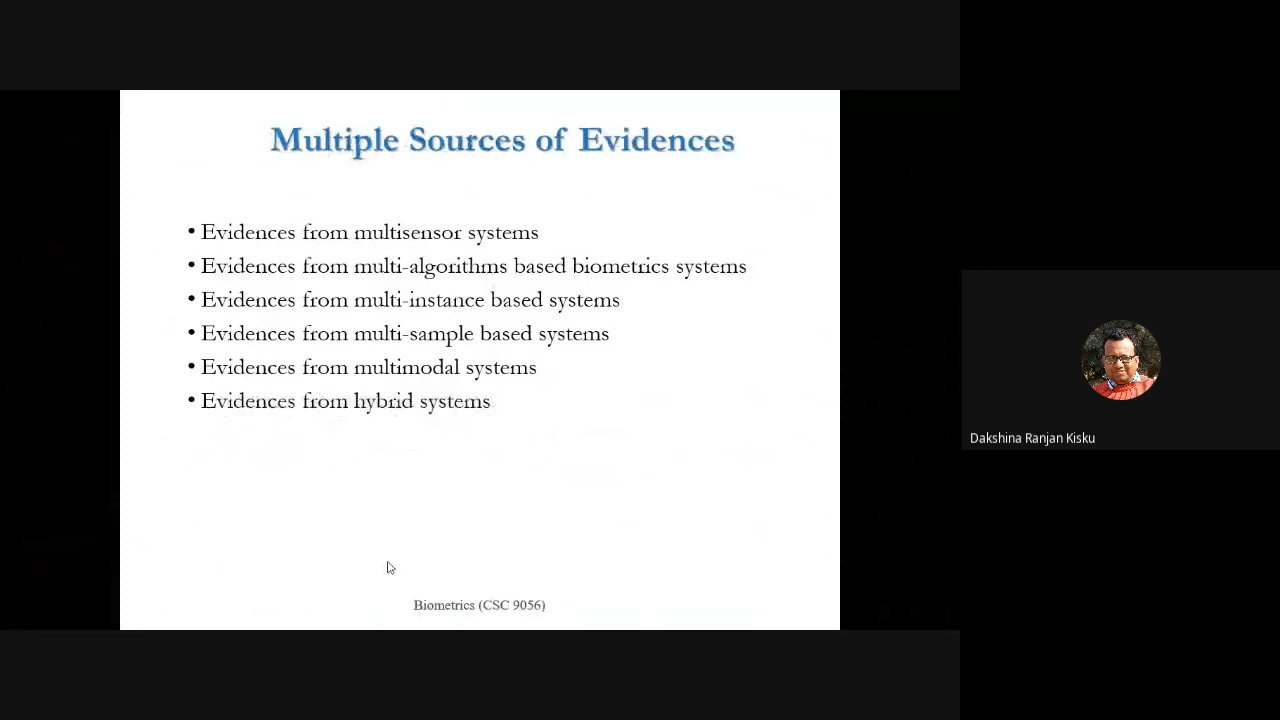 Multiple Sources of Evidences
• Evidences from multisensor systems
• Evidences from multi-algorithms based biometrics systems
• Evidences from multi-instance based systems
• Evidences from multi-sample based systems
• Evidences from multimodal systems
• Evidences from hybrid systems
Biometrics (CSC 9056)
Dakshina Ranjan Kisku